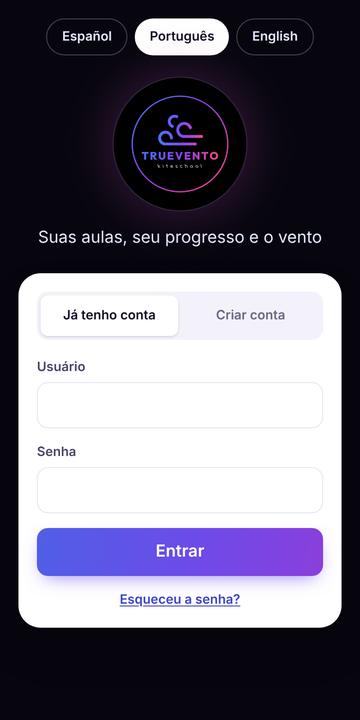 Español
Português
English
TRUEVENTO
kiteschool
Suas aulas, seu progresso e o vento
Já tenho conta
Criar conta
Usuário
Senha
Entrar
Esqueceu a senha?